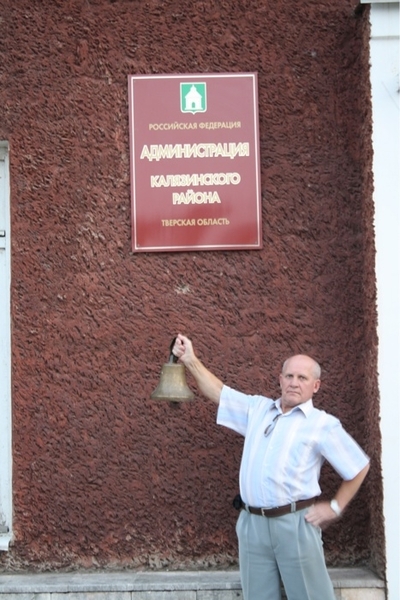 РОССИЙСКАЯ ФЕДЕРАЦИЯ
АДМИНИСТРАЦИЯ
КАЛЯЗИНСКОГО
РАЙОНА
ТВЕРСКАЯ ОБЛАСТЬ